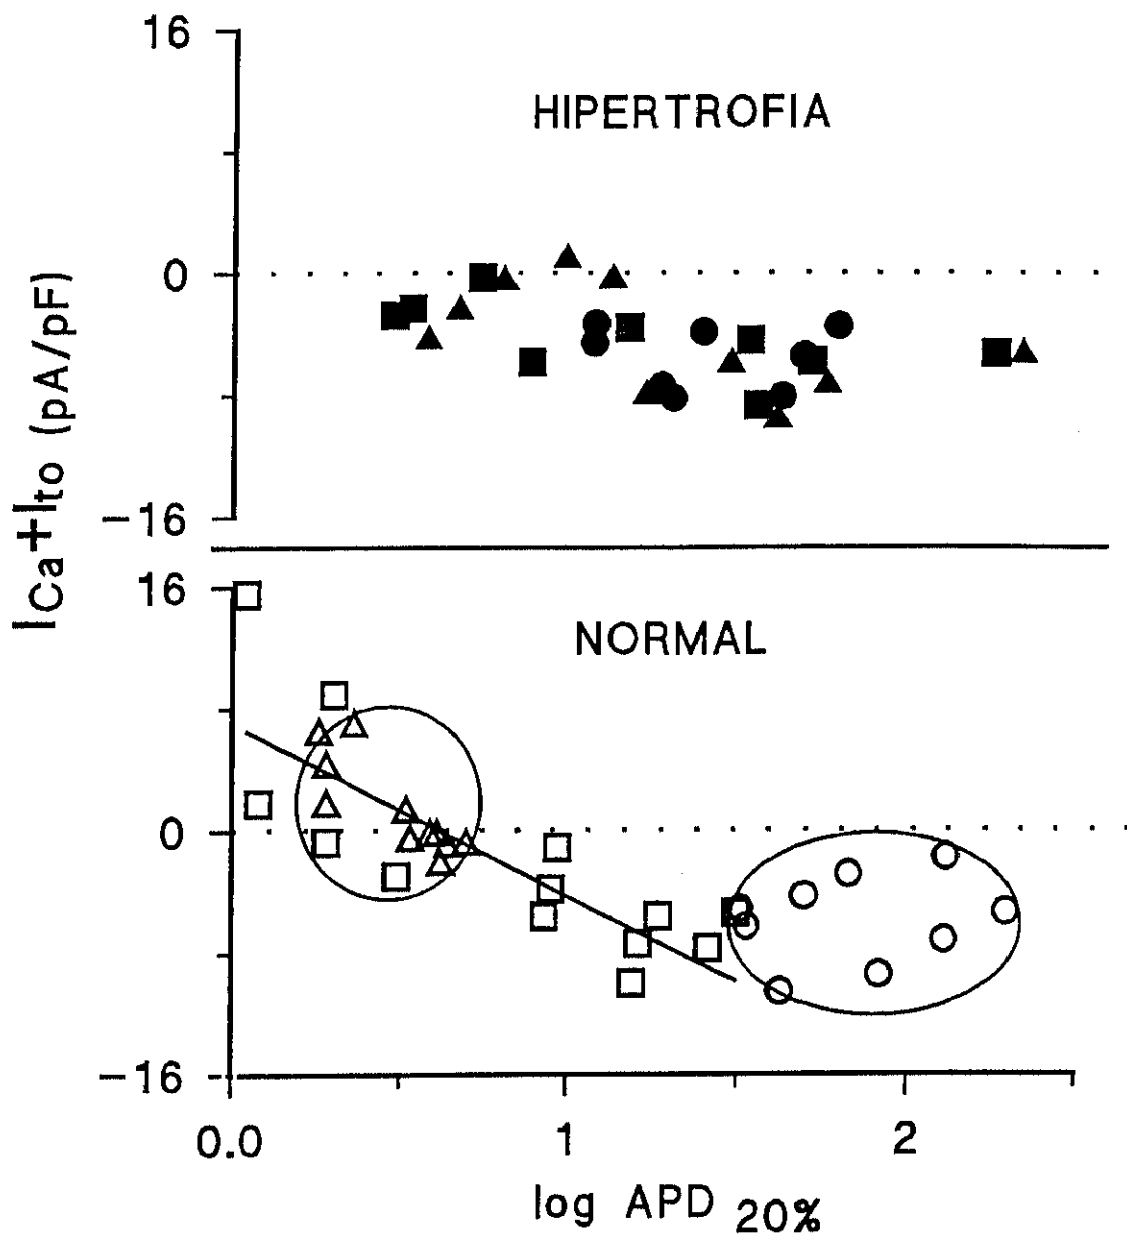 16
HIPERTROFIA
0
-16
ICa+Ito (pA/pF)
16
NORMAL
0
-16
0.0 1 2
log APD 20%